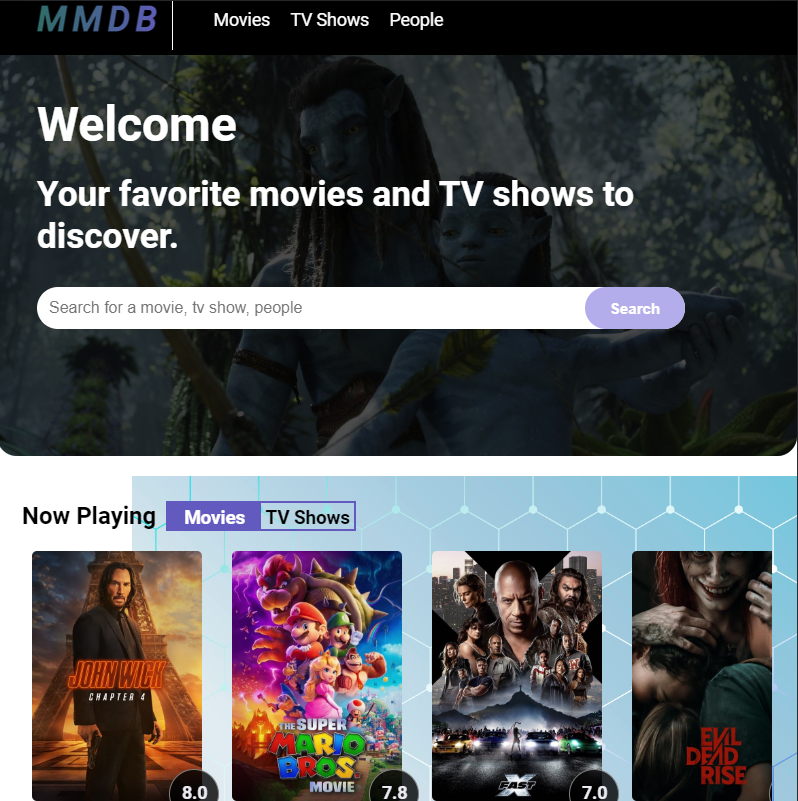 MMDB
Movies TV Shows People
Welcome
Your favorite movies and TV shows to
discover.
Search for a movie, tv show, people
Search
Now Playing Movies TV Shows
JOHN WICK
CHAPTER 4
8.0
THE SUPER
MARIO
BROS.
MOVIE
7.8
FAST X
7.0
EVIL
DEAD
RISE